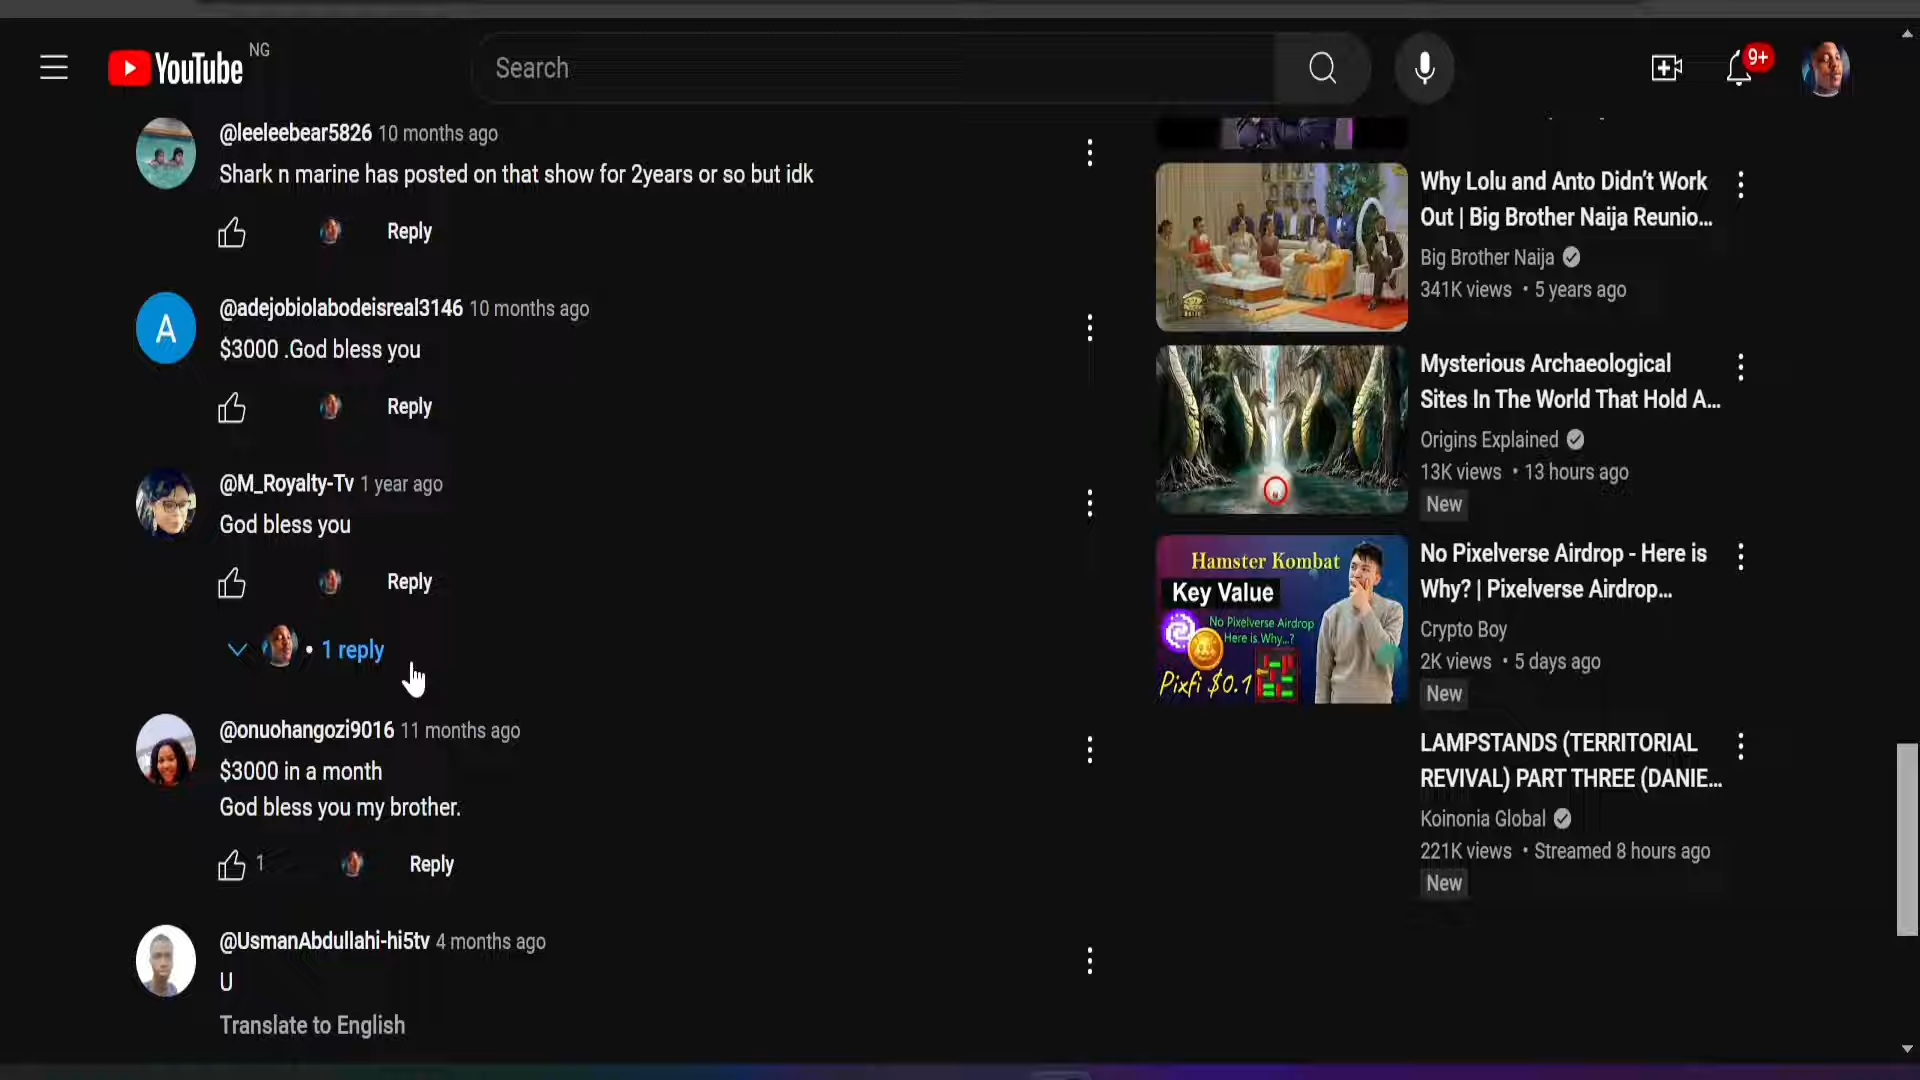 YouTube NG
Search
9+
@leeleebear5826 10 months ago
Shark n marine has posted on that show for 2years or so but idk
Reply
A
@adejobiolabodeisreal3146 10 months ago
$3000 .God bless you
Reply
@M_Royalty-Tv 1 year ago
God bless you
Reply
• 1 reply
@onuohangozi9016 11 months ago
$3000 in a month
God bless you my brother.
1
Reply
@UsmanAbdullahi-hi5tv 4 months ago
U
Translate to English
Why Lolu and Anto Didn’t Work
Out | Big Brother Naija Reunio...
Big Brother Naija
341K views • 5 years ago
Mysterious Archaeological
Sites In The World That Hold A...
Origins Explained
13K views • 13 hours ago
New
Hamster Kombat
Key Value
No Pixelverse Airdrop
Here is Why...?
Pixfi $0.1
No Pixelverse Airdrop - Here is
Why? | Pixelverse Airdrop...
Crypto Boy
2K views • 5 days ago
New
LAMPSTANDS (TERRITORIAL
REVIVAL) PART THREE (DANIE...
Koinonia Global
221K views • Streamed 8 hours ago
New